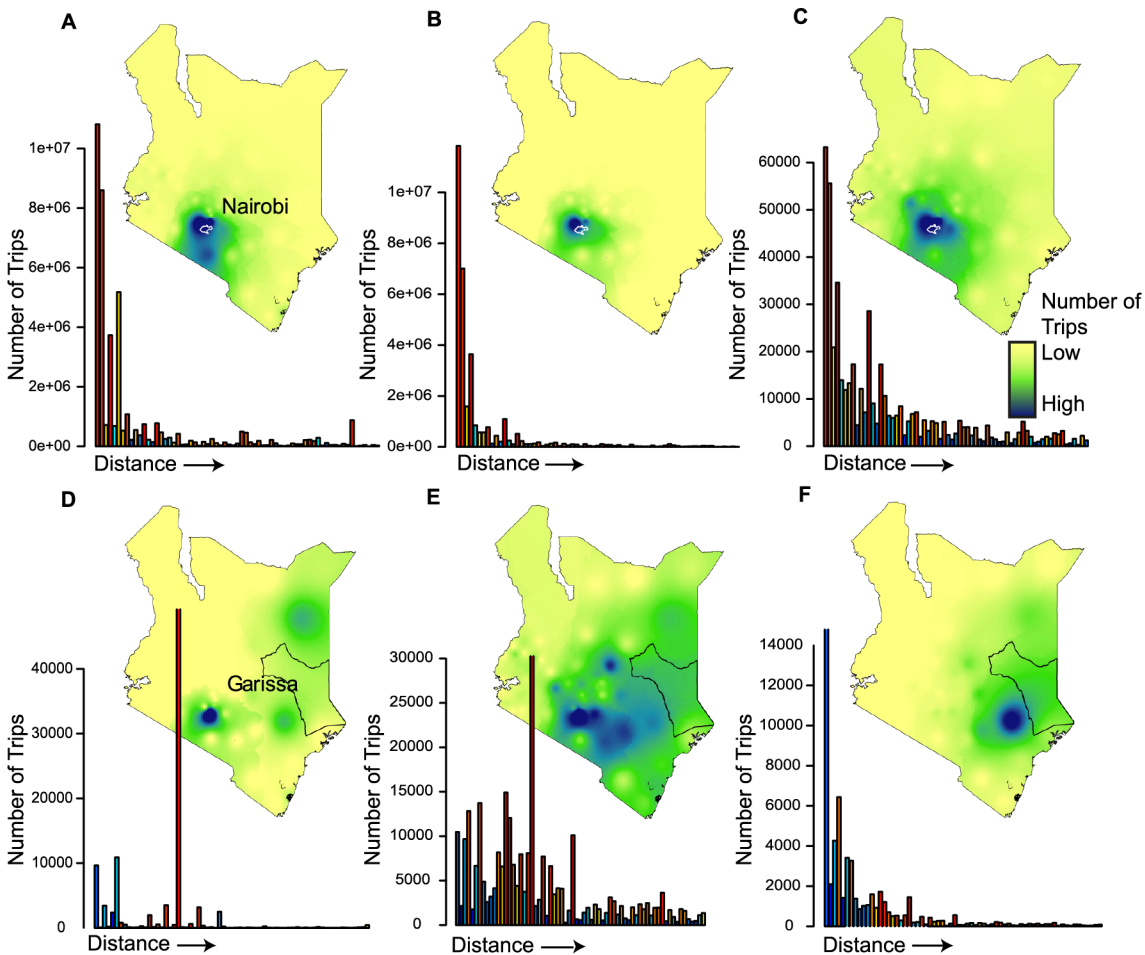 A
B
C
Nairobi
Number of Trips
1e+07
8e+06
6e+06
4e+06
2e+06
0e+00
Distance
Number of Trips
1e+07
8e+06
6e+06
4e+06
2e+06
0e+00
Distance
Number of Trips
60000
50000
40000
30000
20000
10000
0
Distance
Number of
Trips
Low
High
D
E
F
Garissa
Number of Trips
40000
30000
20000
10000
0
Distance
Number of Trips
30000
25000
20000
15000
10000
5000
0
Distance
Number of Trips
14000
12000
10000
8000
6000
4000
2000
0
Distance